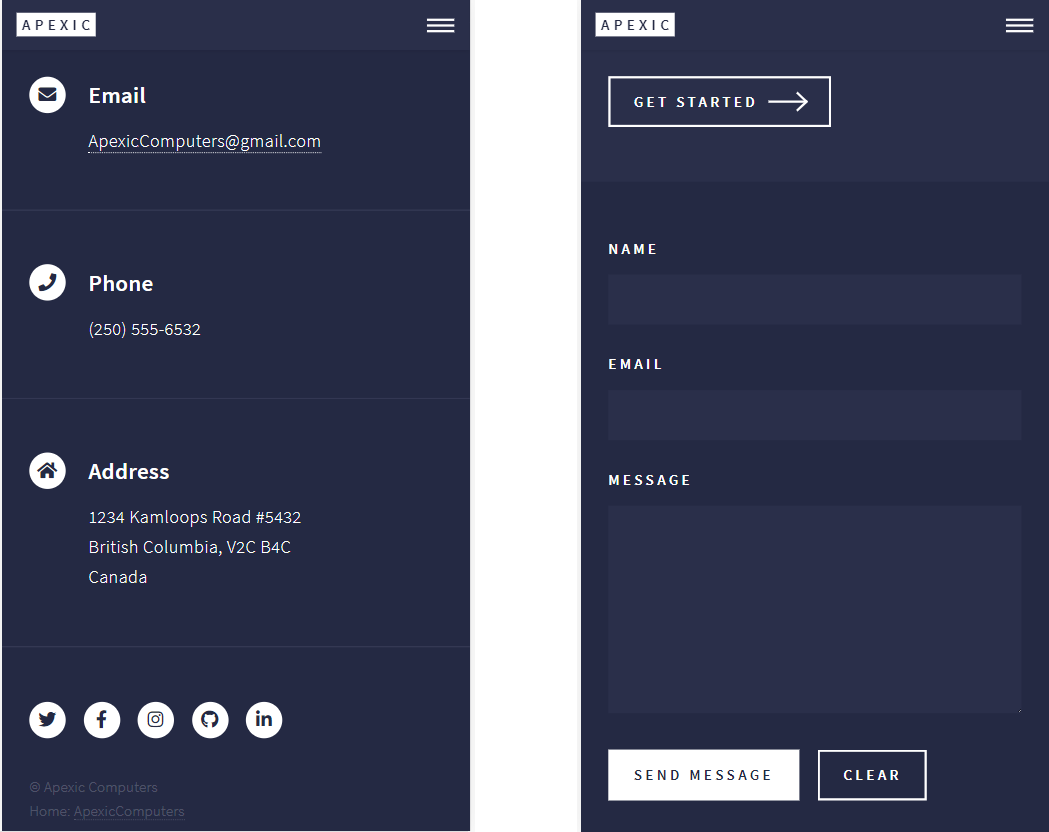 APEXIC
Email
ApexicComputers@gmail.com
Phone
(250) 555-6532
Address
1234 Kamloops Road #5432
British Columbia, V2C B4C
Canada
© Apexic Computers
Home: ApexicComputers
APEXIC
GET STARTED
NAME
EMAIL
MESSAGE
SEND MESSAGE
CLEAR